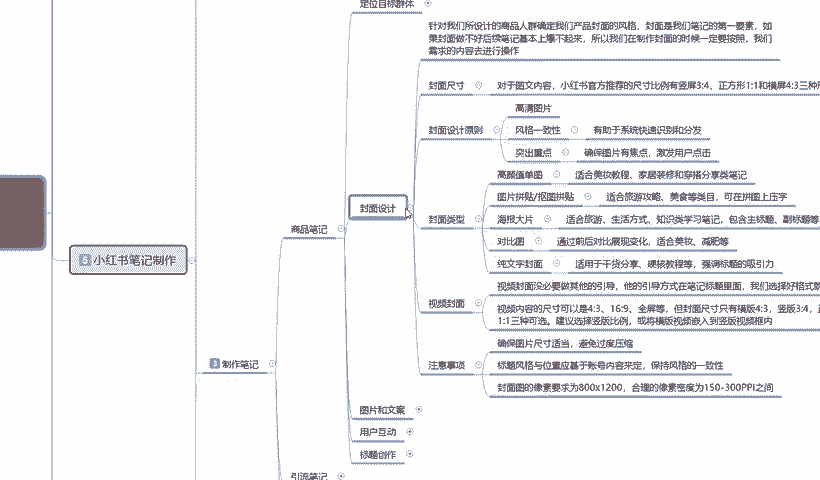 定位目标群体
针对我们所设计的商品人群确定我们产品封面的风格，封面是我们笔记的第一要素，如
果封面做不好后续笔记基本上爆不起来，所以我们在制作封面的时候一定要按照，我们
需求的内容去进行操作
封面尺寸
对于图文内容，小红书官方推荐的尺寸比例有竖屏3:4、正方形1:1和横屏4:3三种
高清图片
封面设计原则
风格一致性
有助于系统快速识别和分发
突出重点
确保图片有焦点，激发用户点击
高颜值单图
适合美妆教程、家居装修和穿搭分享类笔记
图片拼贴/抠图拼贴
适合旅游攻略、美食等类目，可在拼图上压字
封面设计
封面类型
海报大片
适合旅游、生活方式、知识类学习笔记，包含主标题、副标题等
商品笔记
对比图
通过前后对比展现变化，适合美妆、减肥等
5 小红书笔记制作
纯文字封面
适用于干货分享、硬核教程等，强调标题的吸引力
视频封面没必要做其他的引导，他的引导方式在笔记标题里面，我们选择好格式
视频封面
视频内容的尺寸可以是4:3、16:9、全屏等，但封面尺寸只有横版4:3，竖版3:4，
1:1三种可选。建议选择竖版比例，或将横版视频嵌入到竖版视频框内
确保图片尺寸适当，避免过度压缩
3 制作笔记
注意事项
标题风格与位置应基于账号内容来定，保持风格的一致性
封面图的像素要求为800x1200，合理的像素密度为150-300PPI之间
图片和文案
用户互动
标题创作
引流笔记